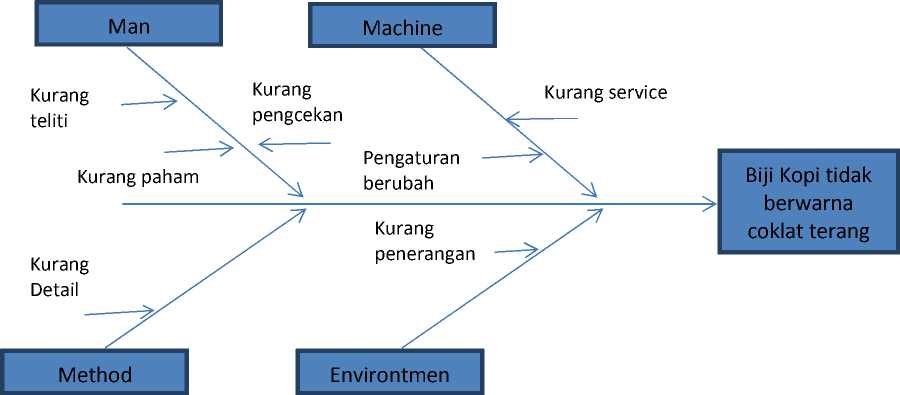 Man
Machine
Kurang
teliti
Kurang
pengcekan
Kurang service
Kurang paham
Pengaturan
berubah
Biji Kopi tidak
berwarna
coklat terang
Kurang
penerangan
Kurang
Detail
Method
Environtmen